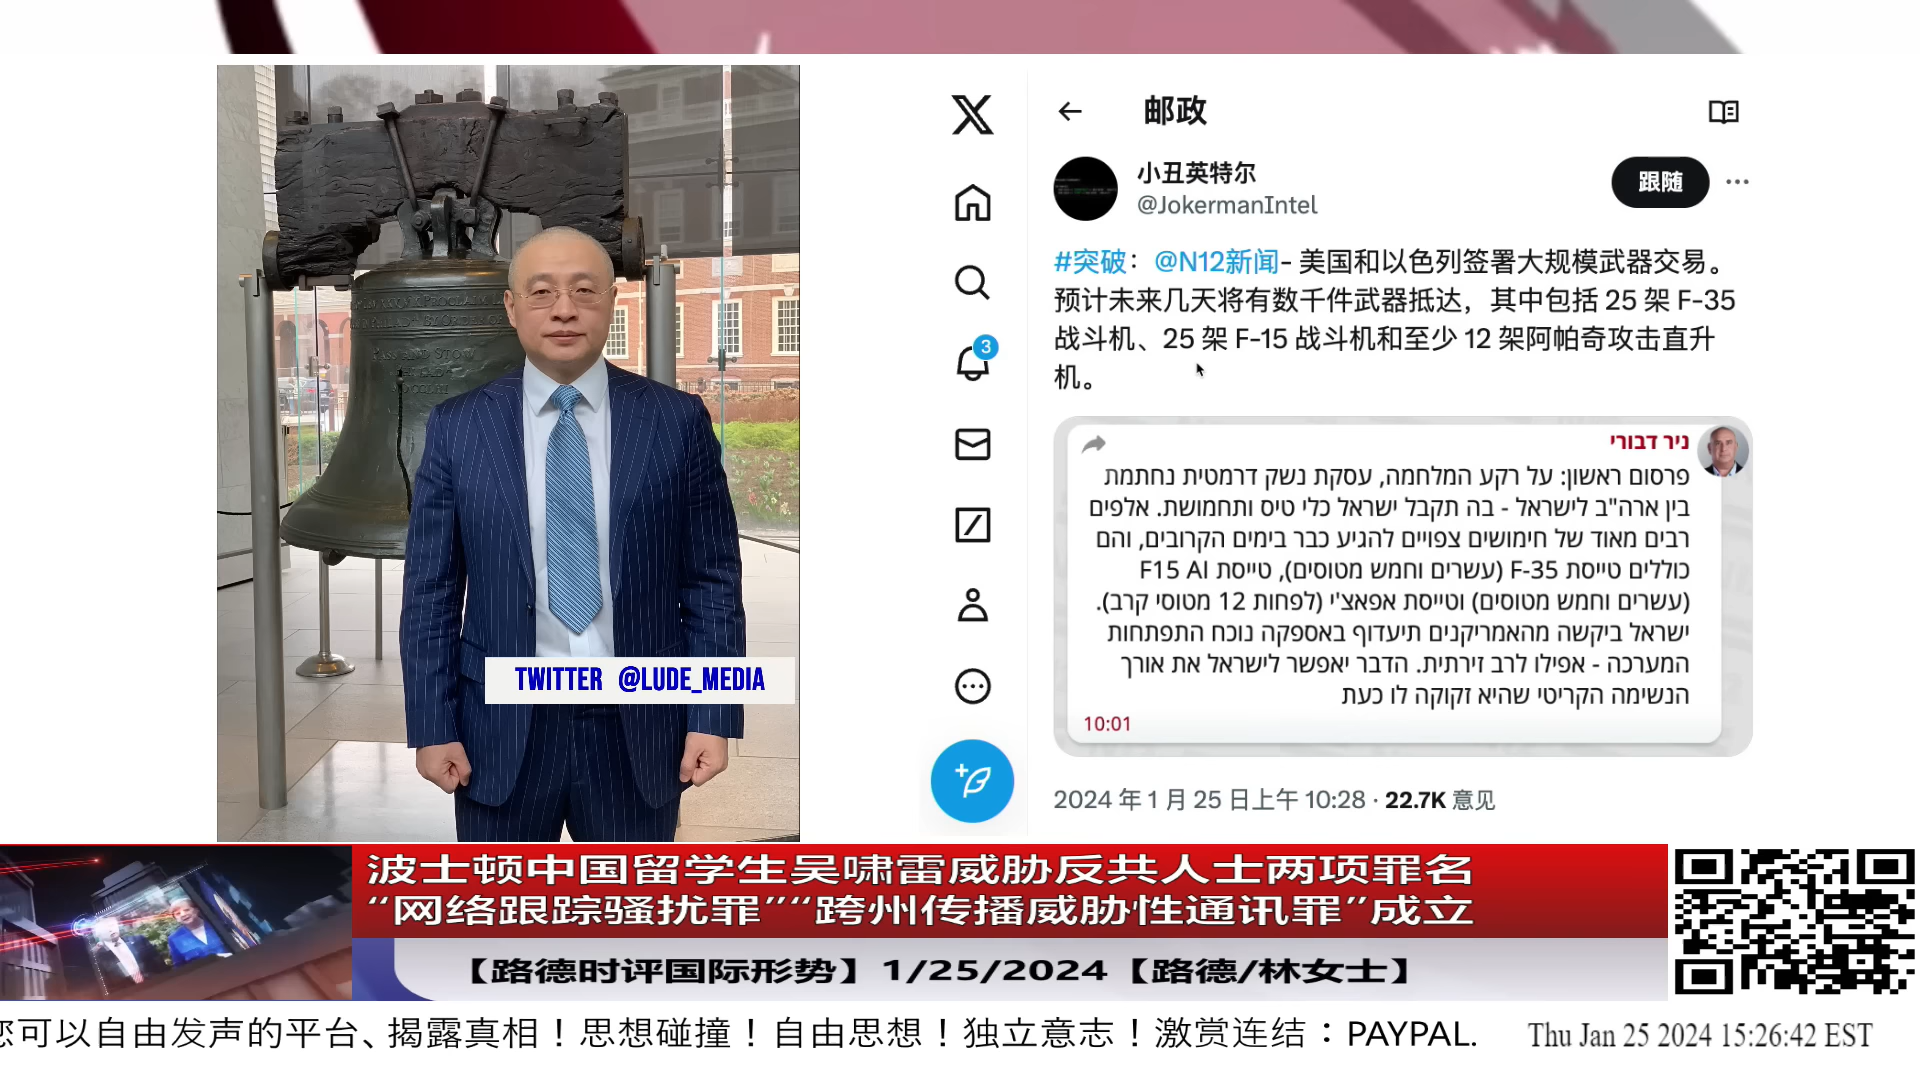 PASS AND STOW
TWITTER @LUDE_MEDIA
邮政
小丑英特尔
@JokermanIntel
跟随
3
#突破：@N12新闻- 美国和以色列签署大规模武器交易。
预计未来几天将有数千件武器抵达，其中包括 25 架 F-35
战斗机、25 架 F-15 战斗机和至少 12 架阿帕奇攻击直升
机。
ניר דבורי
פרסום ראשון: על רקע המלחמה, עסקת נשק דרמטית נחתמת
בין ארה"ב לישראל - בה תקבל ישראל כלי טיס ותחמושת. אלפים
רבים מאוד של חימושים צפויים להגיע כבר בימים הקרובים, והם
כוללים טייסת F-35 (עשרים וחמש מטוסים), טייסת F15 AI
(עשרים וחמש מטוסים) וטייסת אפאצ'י (לפחות 12 מטוסי קרב).
ישראל ביקשה מהאמריקנים תיעדוף באספקה נוכח התפתחות
המערכה - אפילו לרב זירתית. הדבר יאפשר לישראל את אורך
הנשימה הקריטי שהיא זקוקה לו כעת
10:01
2024 年 1 月 25 日上午 10:28 · 22.7K 意见
波士顿中国留学生吴啸雷威胁反共人士两项罪名
“网络跟踪骚扰罪”“跨州传播威胁性通讯罪”成立
【路德时评国际形势】1/25/2024【路德/林女士】
您可以自由发声的平台、揭露真相！思想碰撞！自由思想！独立意志！激赏连结：PAYPAL.
Thu Jan 25 2024 15:26:42 EST